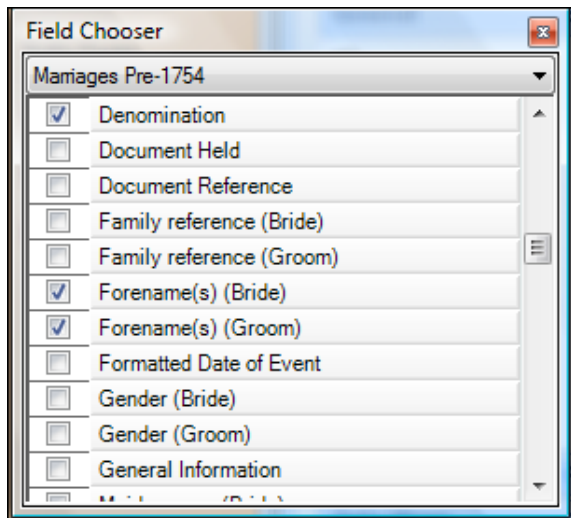 Field Chooser
Marriages Pre-1754
Denomination
Document Held
Document Reference
Family reference (Bride)
Family reference (Groom)
Forename(s) (Bride)
Forename(s) (Groom)
Formatted Date of Event
Gender (Bride)
Gender (Groom)
General Information